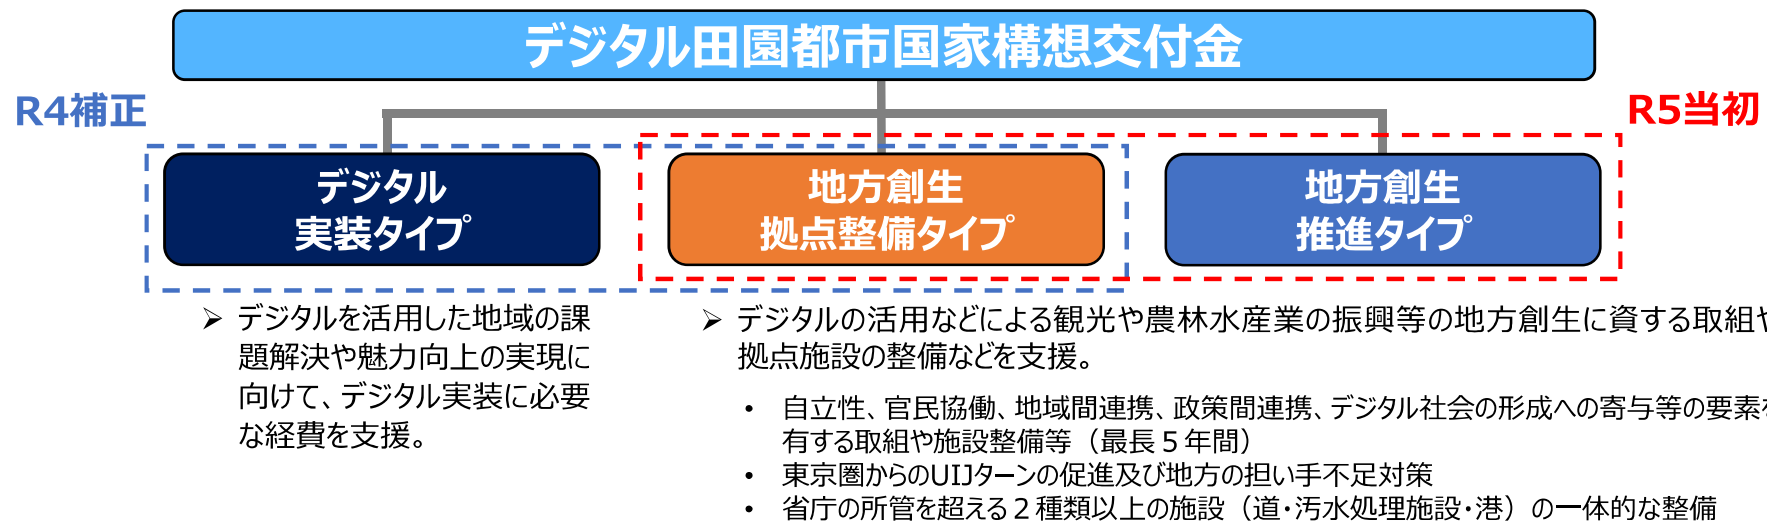 デジタル田園都市国家構想交付金
R4補正
R5当初
デジタル
実装タイプ
地方創生
拠点整備タイプ
地方創生
推進タイプ
➢ デジタルを活用した地域の課
題解決や魅力向上の実現に
向けて、デジタル実装に必要
な経費を支援。
➢ デジタルの活用などによる観光や農林水産業の振興等の地方創生に資する取組や
拠点施設の整備などを支援。
• 自立性、官民協働、地域間連携、政策間連携、デジタル社会の形成への寄与等の要素を
有する取組や施設整備等（最長５年間）
• 東京圏からのUIJターンの促進及び地方の担い手不足対策
• 省庁の所管を超える２種類以上の施設（道・汚水処理施設・港）の一体的な整備